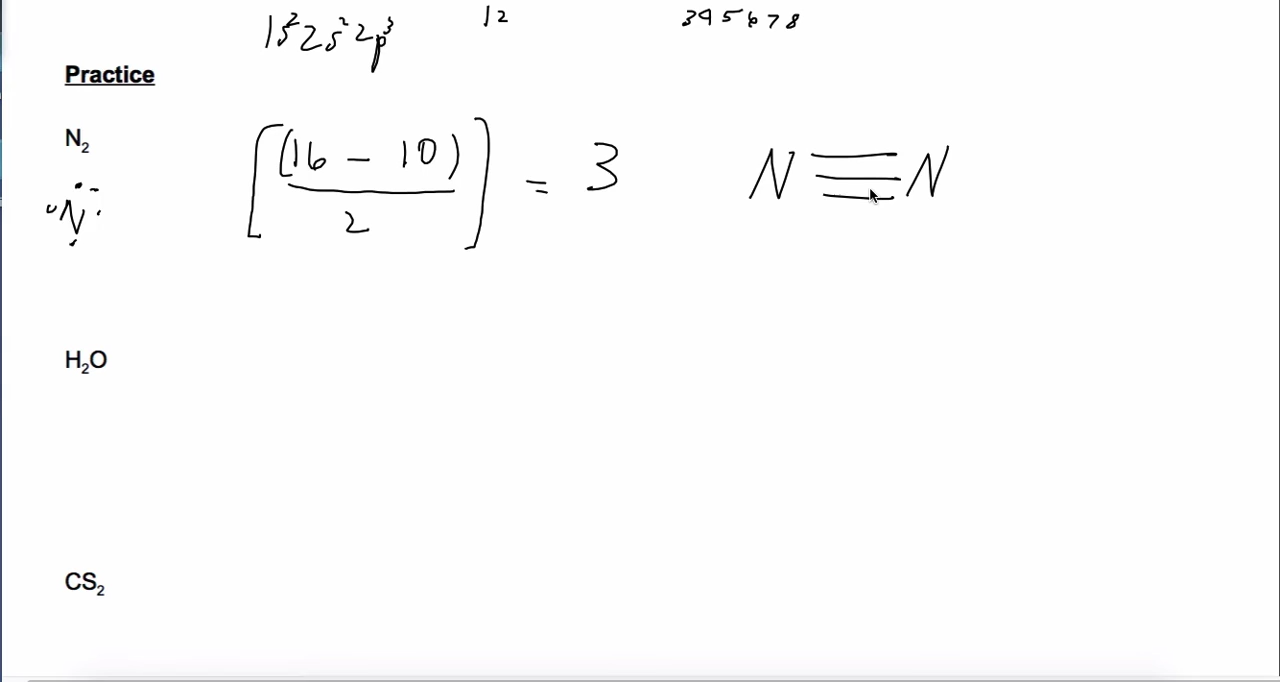 1s²2s²2p³ 12 345678
Practice
N₂
[(16 - 10) / 2] = 3 N≡N
N
H₂O
CS₂